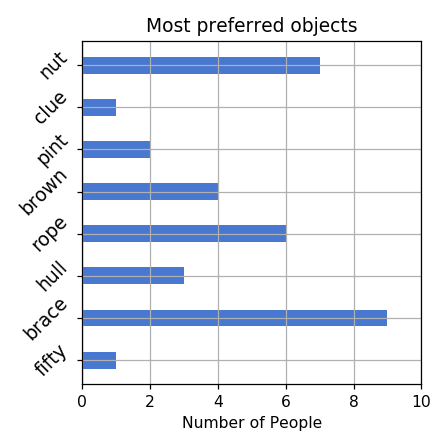 Most preferred objects
nut
clue
pint
brown
rope
hull
brace
fifty
0 2 4 6 8 10
Number of People